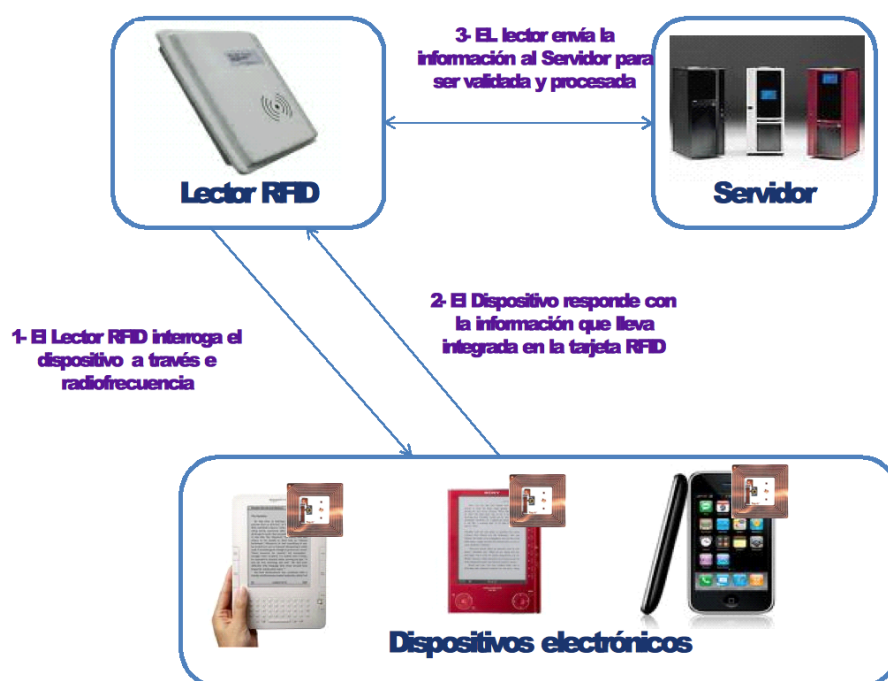 3- EL lector envía la
información al Servidor para
ser validada y procesada
Lector RFID
Servidor
1- El Lector RFID interroga el
dispositivo a través e
radiofrecuencia
2- El Dispositivo responde con
la información que lleva
integrada en la tarjeta RFID
Dispositivos electrónicos